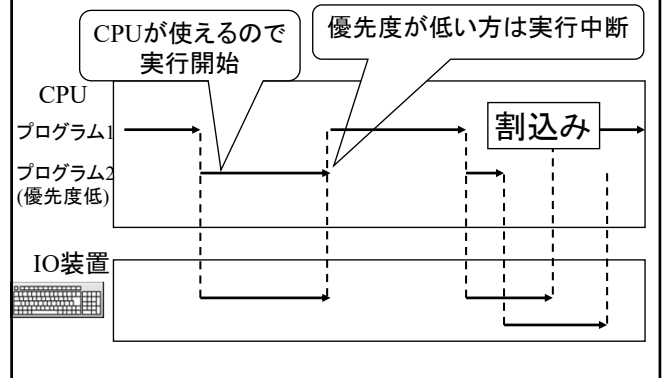 CPUが使えるので
実行開始
優先度が低い方は実行中断
CPU
プログラム1
割込み
プログラム2
(優先度低)
IO装置